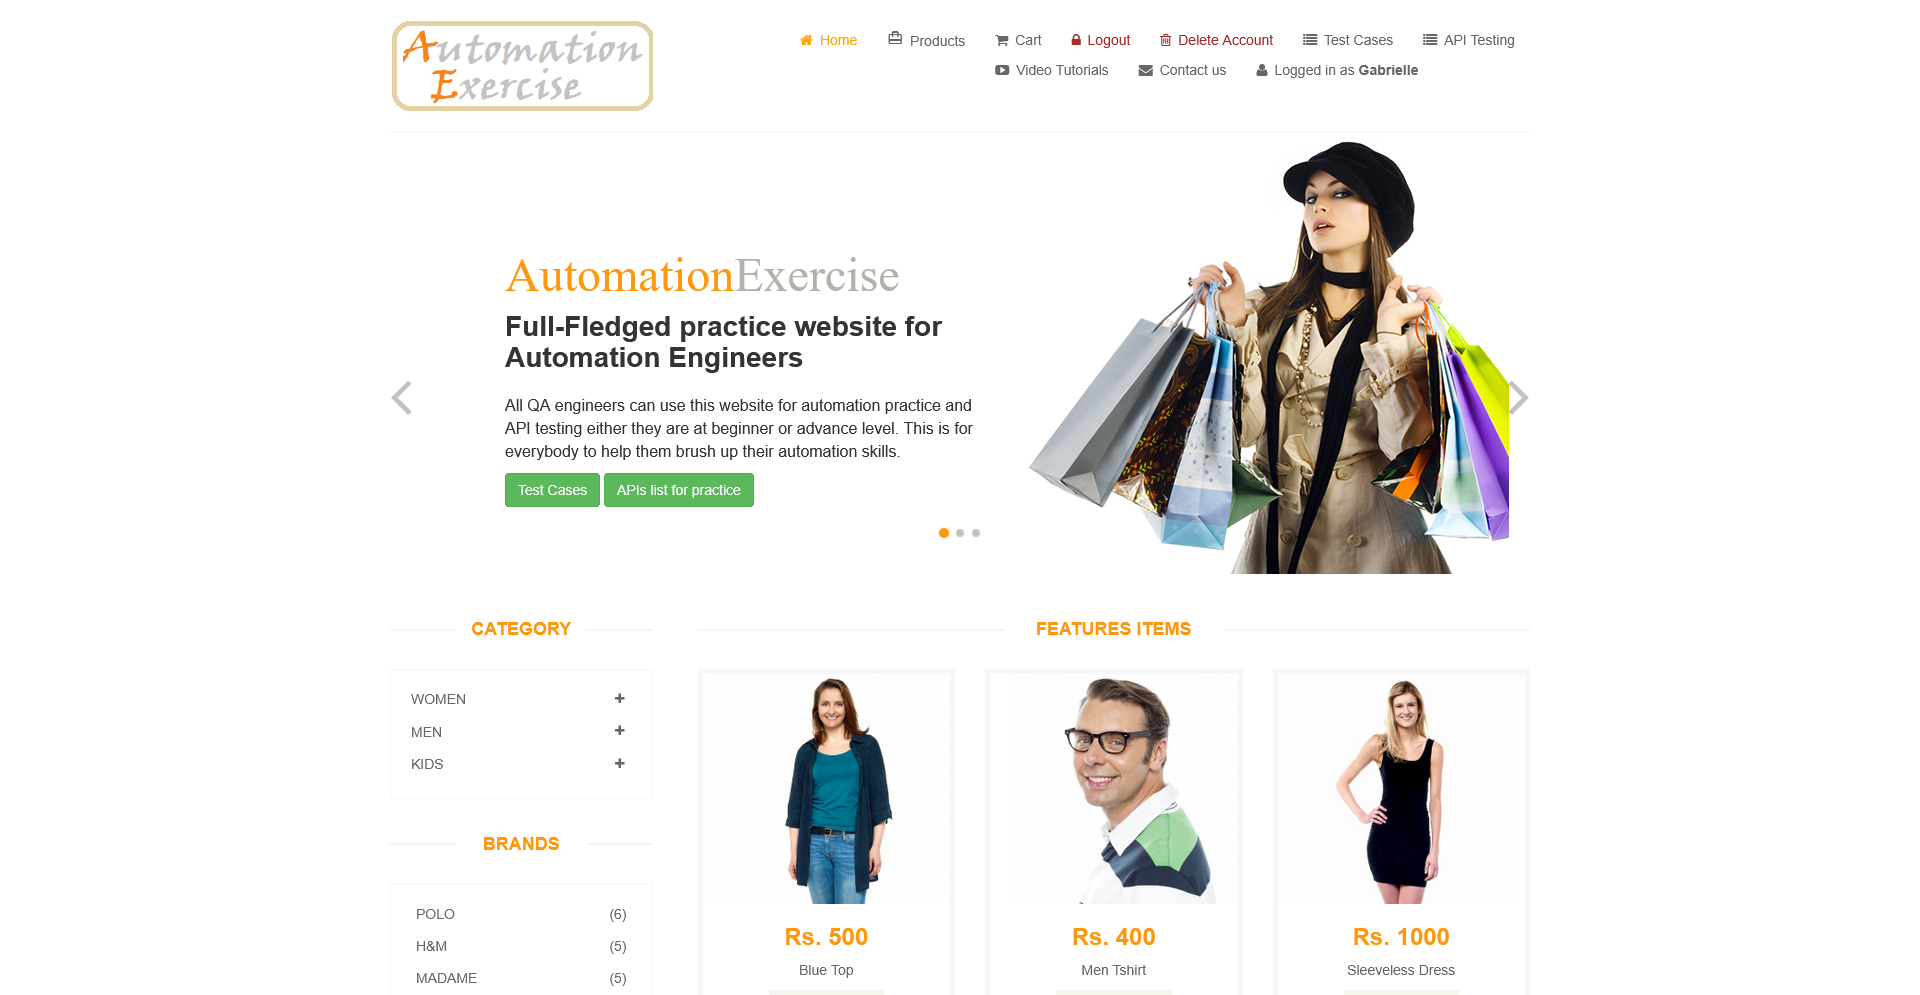 Automation
Exercise
Home Products Cart Logout Delete Account Test Cases API Testing
Video Tutorials Contact us Logged in as Gabrielle
AutomationExercise
Full-Fledged practice website for
Automation Engineers
All QA engineers can use this website for automation practice and
API testing either they are at beginner or advance level. This is for
everybody to help them brush up their automation skills.
Test Cases APIs list for practice
CATEGORY
WOMEN
MEN
KIDS
BRANDS
POLO (6)
H&M (5)
MADAME (5)
FEATURES ITEMS
Rs. 500
Blue Top
Rs. 400
Men Tshirt
Rs. 1000
Sleeveless Dress